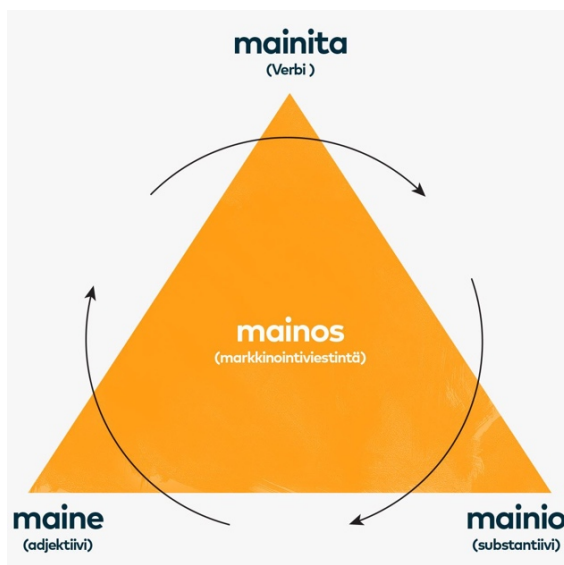 mainita
(Verbi )
mainos
(markkinointiviestintä)
maine
(adjektiivi)
mainio
(substantiivi)